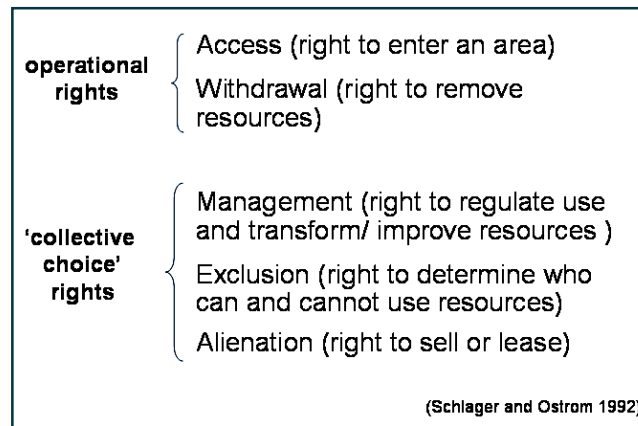 operational
rights
Access (right to enter an area)
Withdrawal (right to remove
resources)
'collective
choice'
rights
Management (right to regulate use
and transform/ improve resources )
Exclusion (right to determine who
can and cannot use resources)
Alienation (right to sell or lease)
(Schlager and Ostrom 1992)